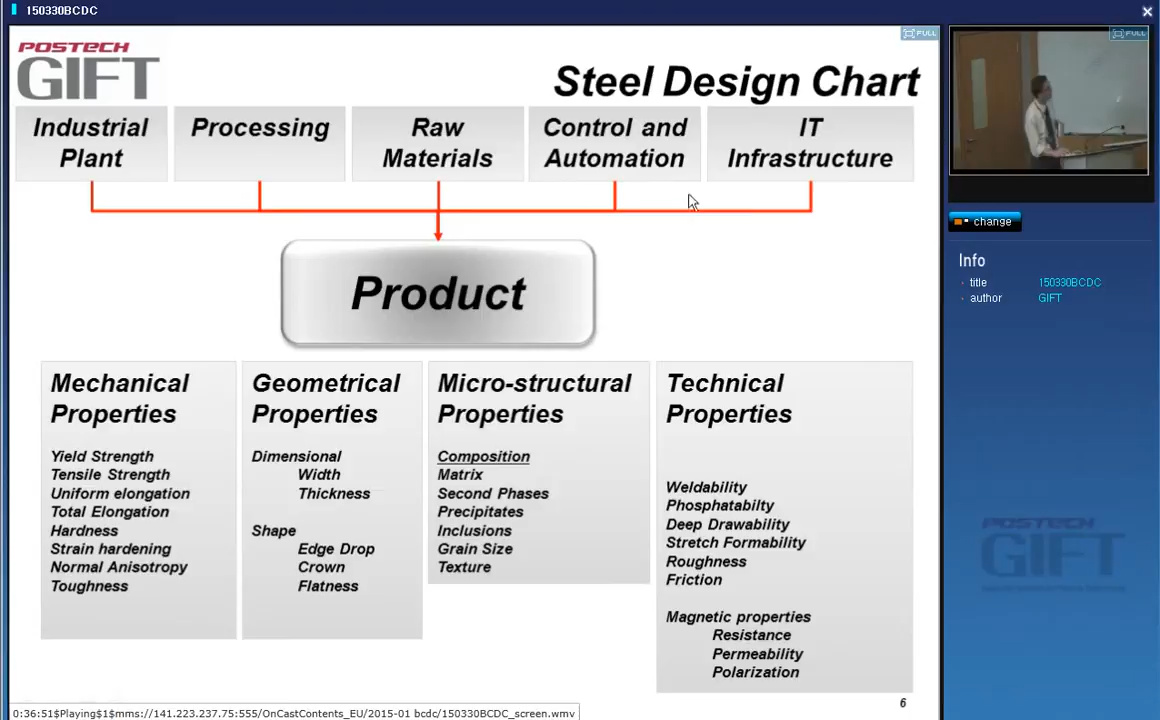 150330BCDC
POSTECH
GIFT
FULL
FULL
Steel Design Chart
Industrial
Plant
Processing
Raw
Materials
Control and
Automation
IT
Infrastructure
Product
Mechanical
Properties
Yield Strength
Tensile Strength
Uniform elongation
Total Elongation
Hardness
Strain hardening
Normal Anisotropy
Toughness
Geometrical
Properties
Dimensional
Width
Thickness
Shape
Edge Drop
Crown
Flatness
Micro-structural
Properties
Composition
Matrix
Second Phases
Precipitates
Inclusions
Grain Size
Texture
Technical
Properties
Weldability
Phosphatabilty
Deep Drawability
Stretch Formability
Roughness
Friction
Magnetic properties
Resistance
Permeability
Polarization
6
change
Info
title 150330BCDC
author GIFT
POSTECH
GIFT
0:36:51$Playing$1$mms://141.223.237.75:555/OnCastContents_EU/2015-01 bcdc/150330BCDC_screen.wmv